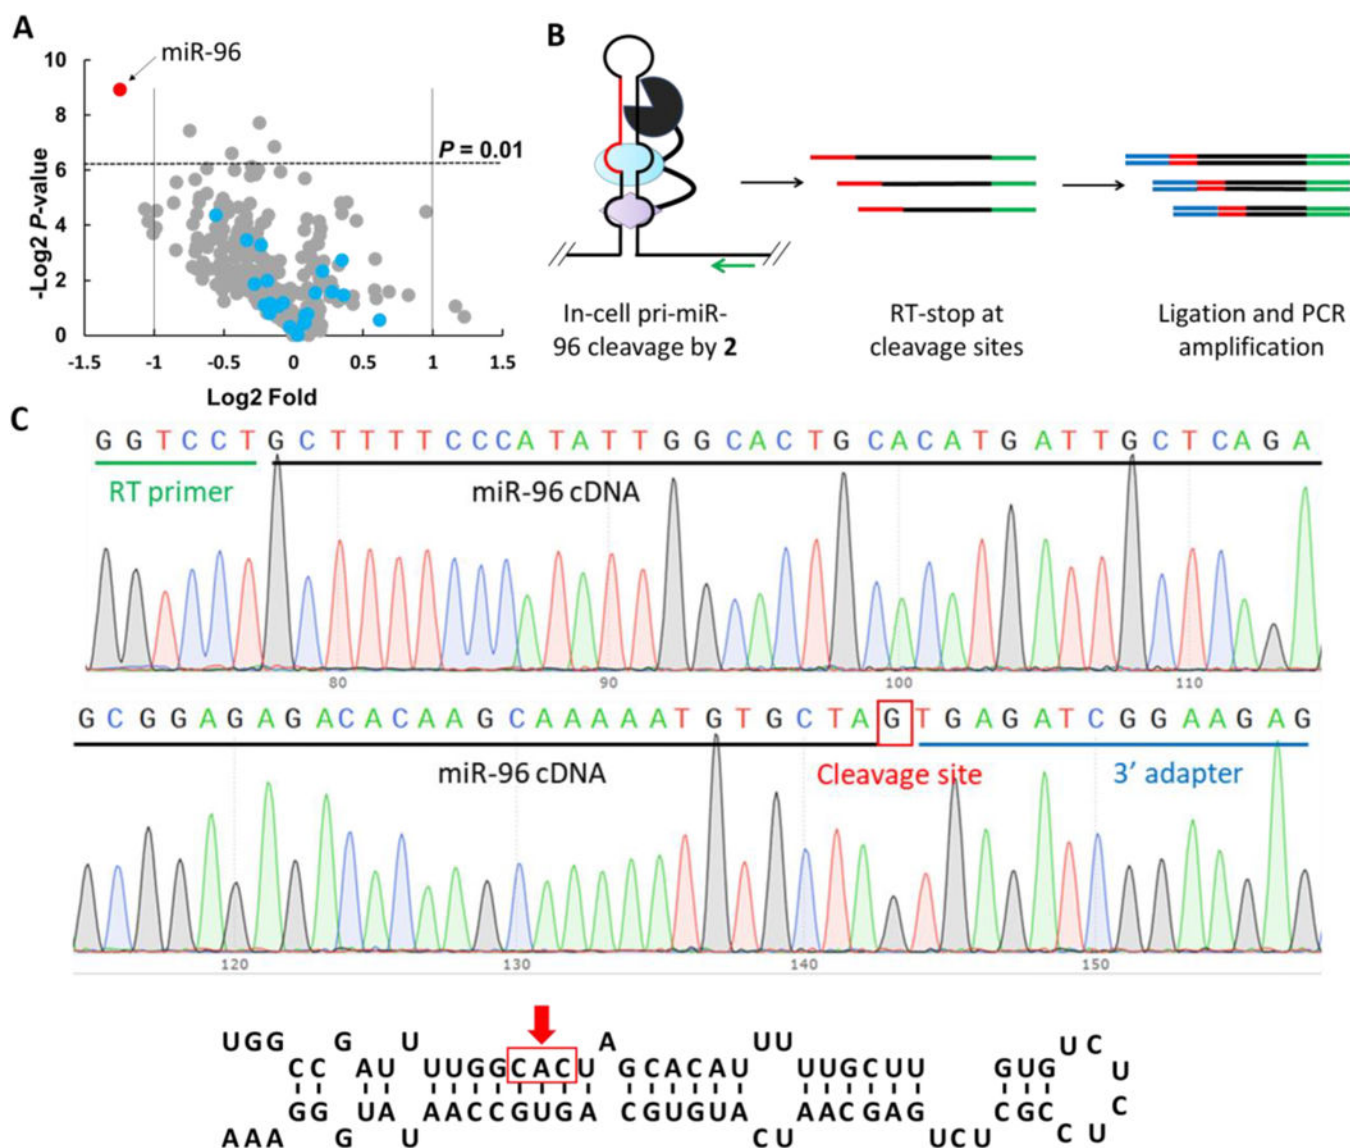 A
10
miR-96
8
P = 0.01
6
-Log2 P-value
4
2
0
-1.5 -1 -0.5 0 0.5 1 1.5
Log2 Fold
B
In-cell pri-miR-
96 cleavage by 2
RT-stop at
cleavage sites
Ligation and PCR
amplification
C
G G T C C T G C T T T T C C C A T A T T G G C A C T G C A C A T G A T T G C T C A G A
RT primer miR-96 cDNA
80 90 100 110
G C G G A G A G A C A C A A G C A A A A A T G T G C T A G T G A G A T C G G A A G A G
miR-96 cDNA Cleavage site 3' adapter
120 130 140 150
UGG G U A UU U C
CC AU UUGGCACU GCACAU UUGCUU GUG U
GG UA AACCGUGA CGUGUA AACGAG CGC C
AAA G U CU UCU C U